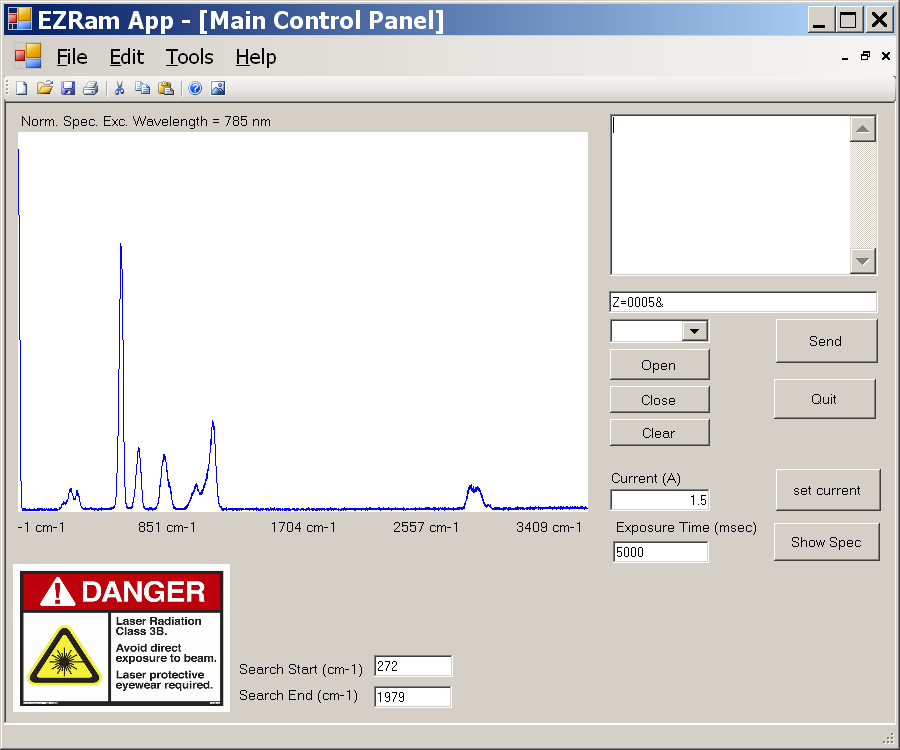 EZRam App - [Main Control Panel]
File Edit Tools Help
Norm. Spec. Exc. Wavelength = 785 nm
-1 cm-1 851 cm-1 1704 cm-1 2557 cm-1 3409 cm-1
Z=0005&
Send
Open
Close
Quit
Clear
Current (A)
1.5
set current
Exposure Time (msec)
5000
Show Spec
DANGER
Laser Radiation
Class 3B.
Avoid direct
exposure to beam.
Laser protective
eyewear required.
Search Start (cm-1) 272
Search End (cm-1) 1979